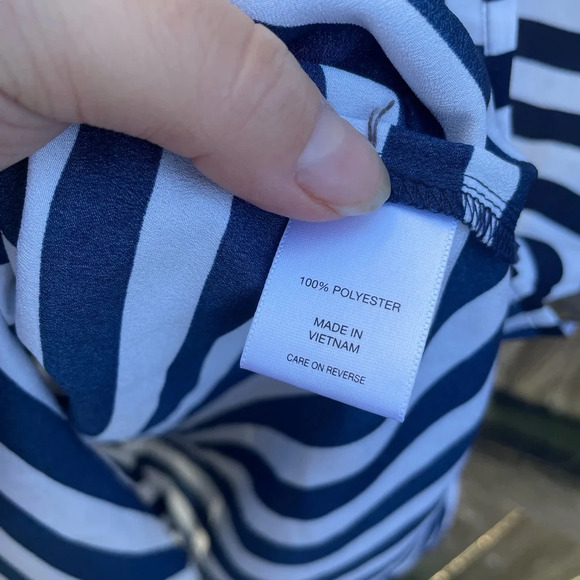 100% POLYESTER
MADE IN
VIETNAM
CARE ON REVERSE